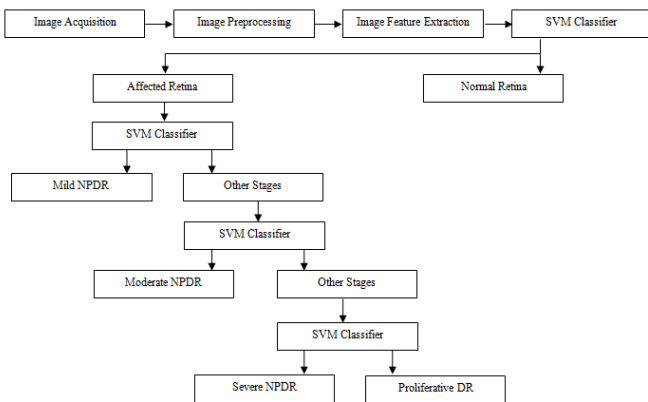 Image Acquisition
Image Preprocessing
Image Feature Extraction
SVM Classifier
Affected Retina
Normal Retina
SVM Classifier
Mild NPDR
Other Stages
SVM Classifier
Moderate NPDR
Other Stages
SVM Classifier
Severe NPDR
Proliferative DR